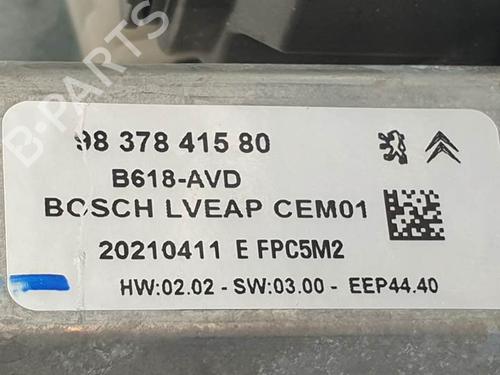 98 378 415 80
B618-AVD
BOSCH LVEAP CEM01
20210411 E FPC5M2
HW:02.02 - SW:03.00 - EEP44.40
B-PARTS